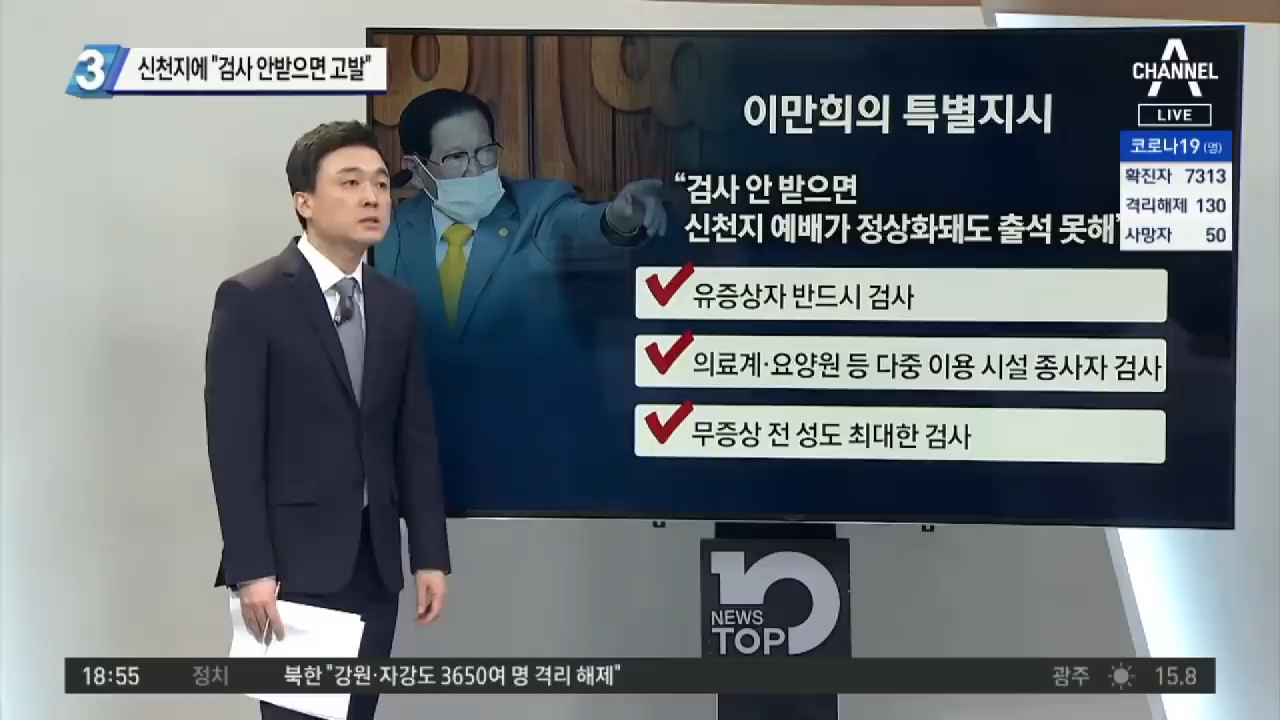 3
신천지에 "검사 안받으면 고발"
CHANNEL A
LIVE
코로나19 (명)
확진자 7313
격리해제 130
사망자 50
이만희의 특별지시
“검사 안 받으면
신천지 예배가 정상화돼도 출석 못해”
유증상자 반드시 검사
의료계·요양원 등 다중 이용 시설 종사자 검사
무증상 전 성도 최대한 검사
NEWS
TOP10
18:55 정치 북한 "강원·자강도 3650여 명 격리 해제" 광주 15.8